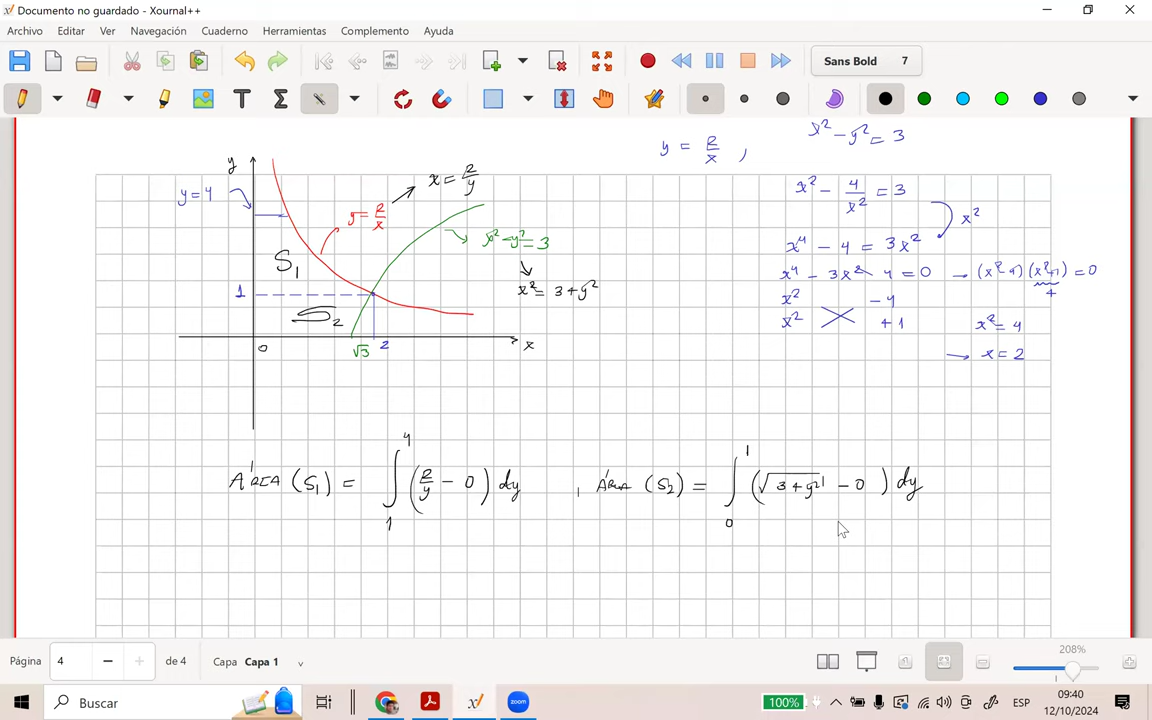 Documento no guardado - Xournal++
Archivo Editar Ver Navegación Cuaderno Herramientas Complemento Ayuda
Sans Bold 7
x² - y² = 3
y = 2/x ,
y
x = 2/y
y=4
y = 2/x
x² - 4/x² = 3
x²
x² - y² = 3
S₁
x⁴ - 4 = 3x²
x⁴ - 3x² - 4 = 0 → (x² - 4)(x²+1) = 0
x² = 3 + y²
1
x² - 4
S₂
x² + 1
x² = 4
0 √3 2 x
→ x = 2
ÁREA (S₁) = ∫₁⁴ (2/y - 0) dy , ÁREA (S₂) = ∫₀¹ (√3 + y² - 0) dy
Página 4 de 4 Capa Capa 1 208%
Buscar zoom 100% ESP 09:40
12/10/2024